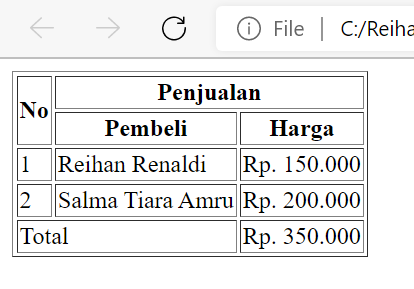 File | C:/Reiha
No Penjualan
Pembeli Harga
1 Reihan Renaldi Rp. 150.000
2 Salma Tiara Amru Rp. 200.000
Total Rp. 350.000